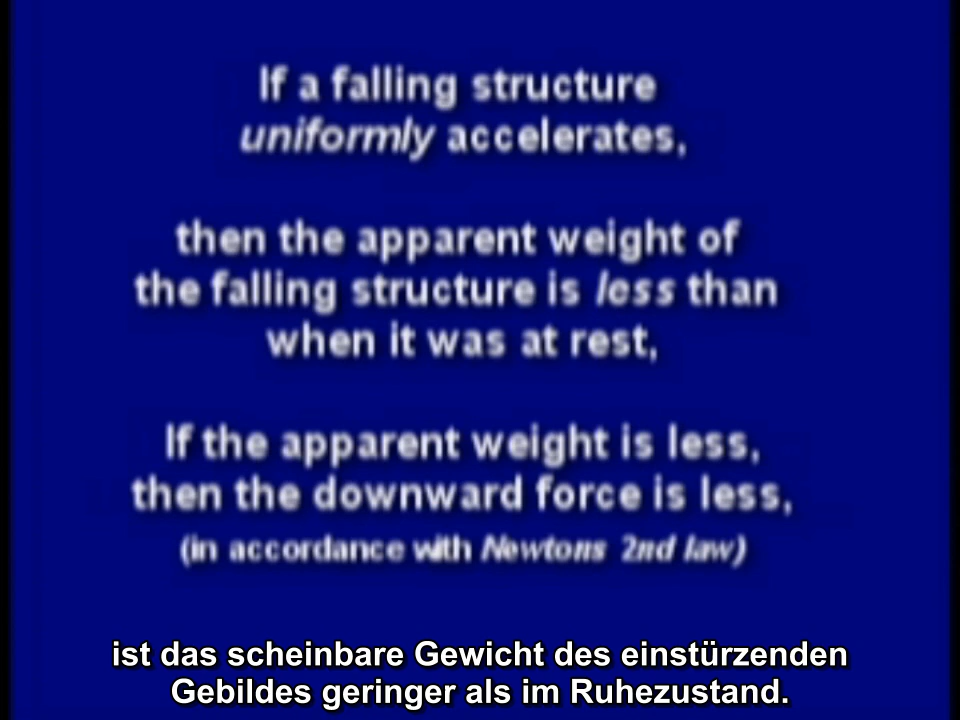 If a falling structure
uniformly accelerates,
then the apparent weight of
the falling structure is less than
when it was at rest,
If the apparent weight is less,
then the downward force is less,
(in accordance with Newtons 2nd law)
ist das scheinbare Gewicht des einstürzenden
Gebildes geringer als im Ruhezustand.